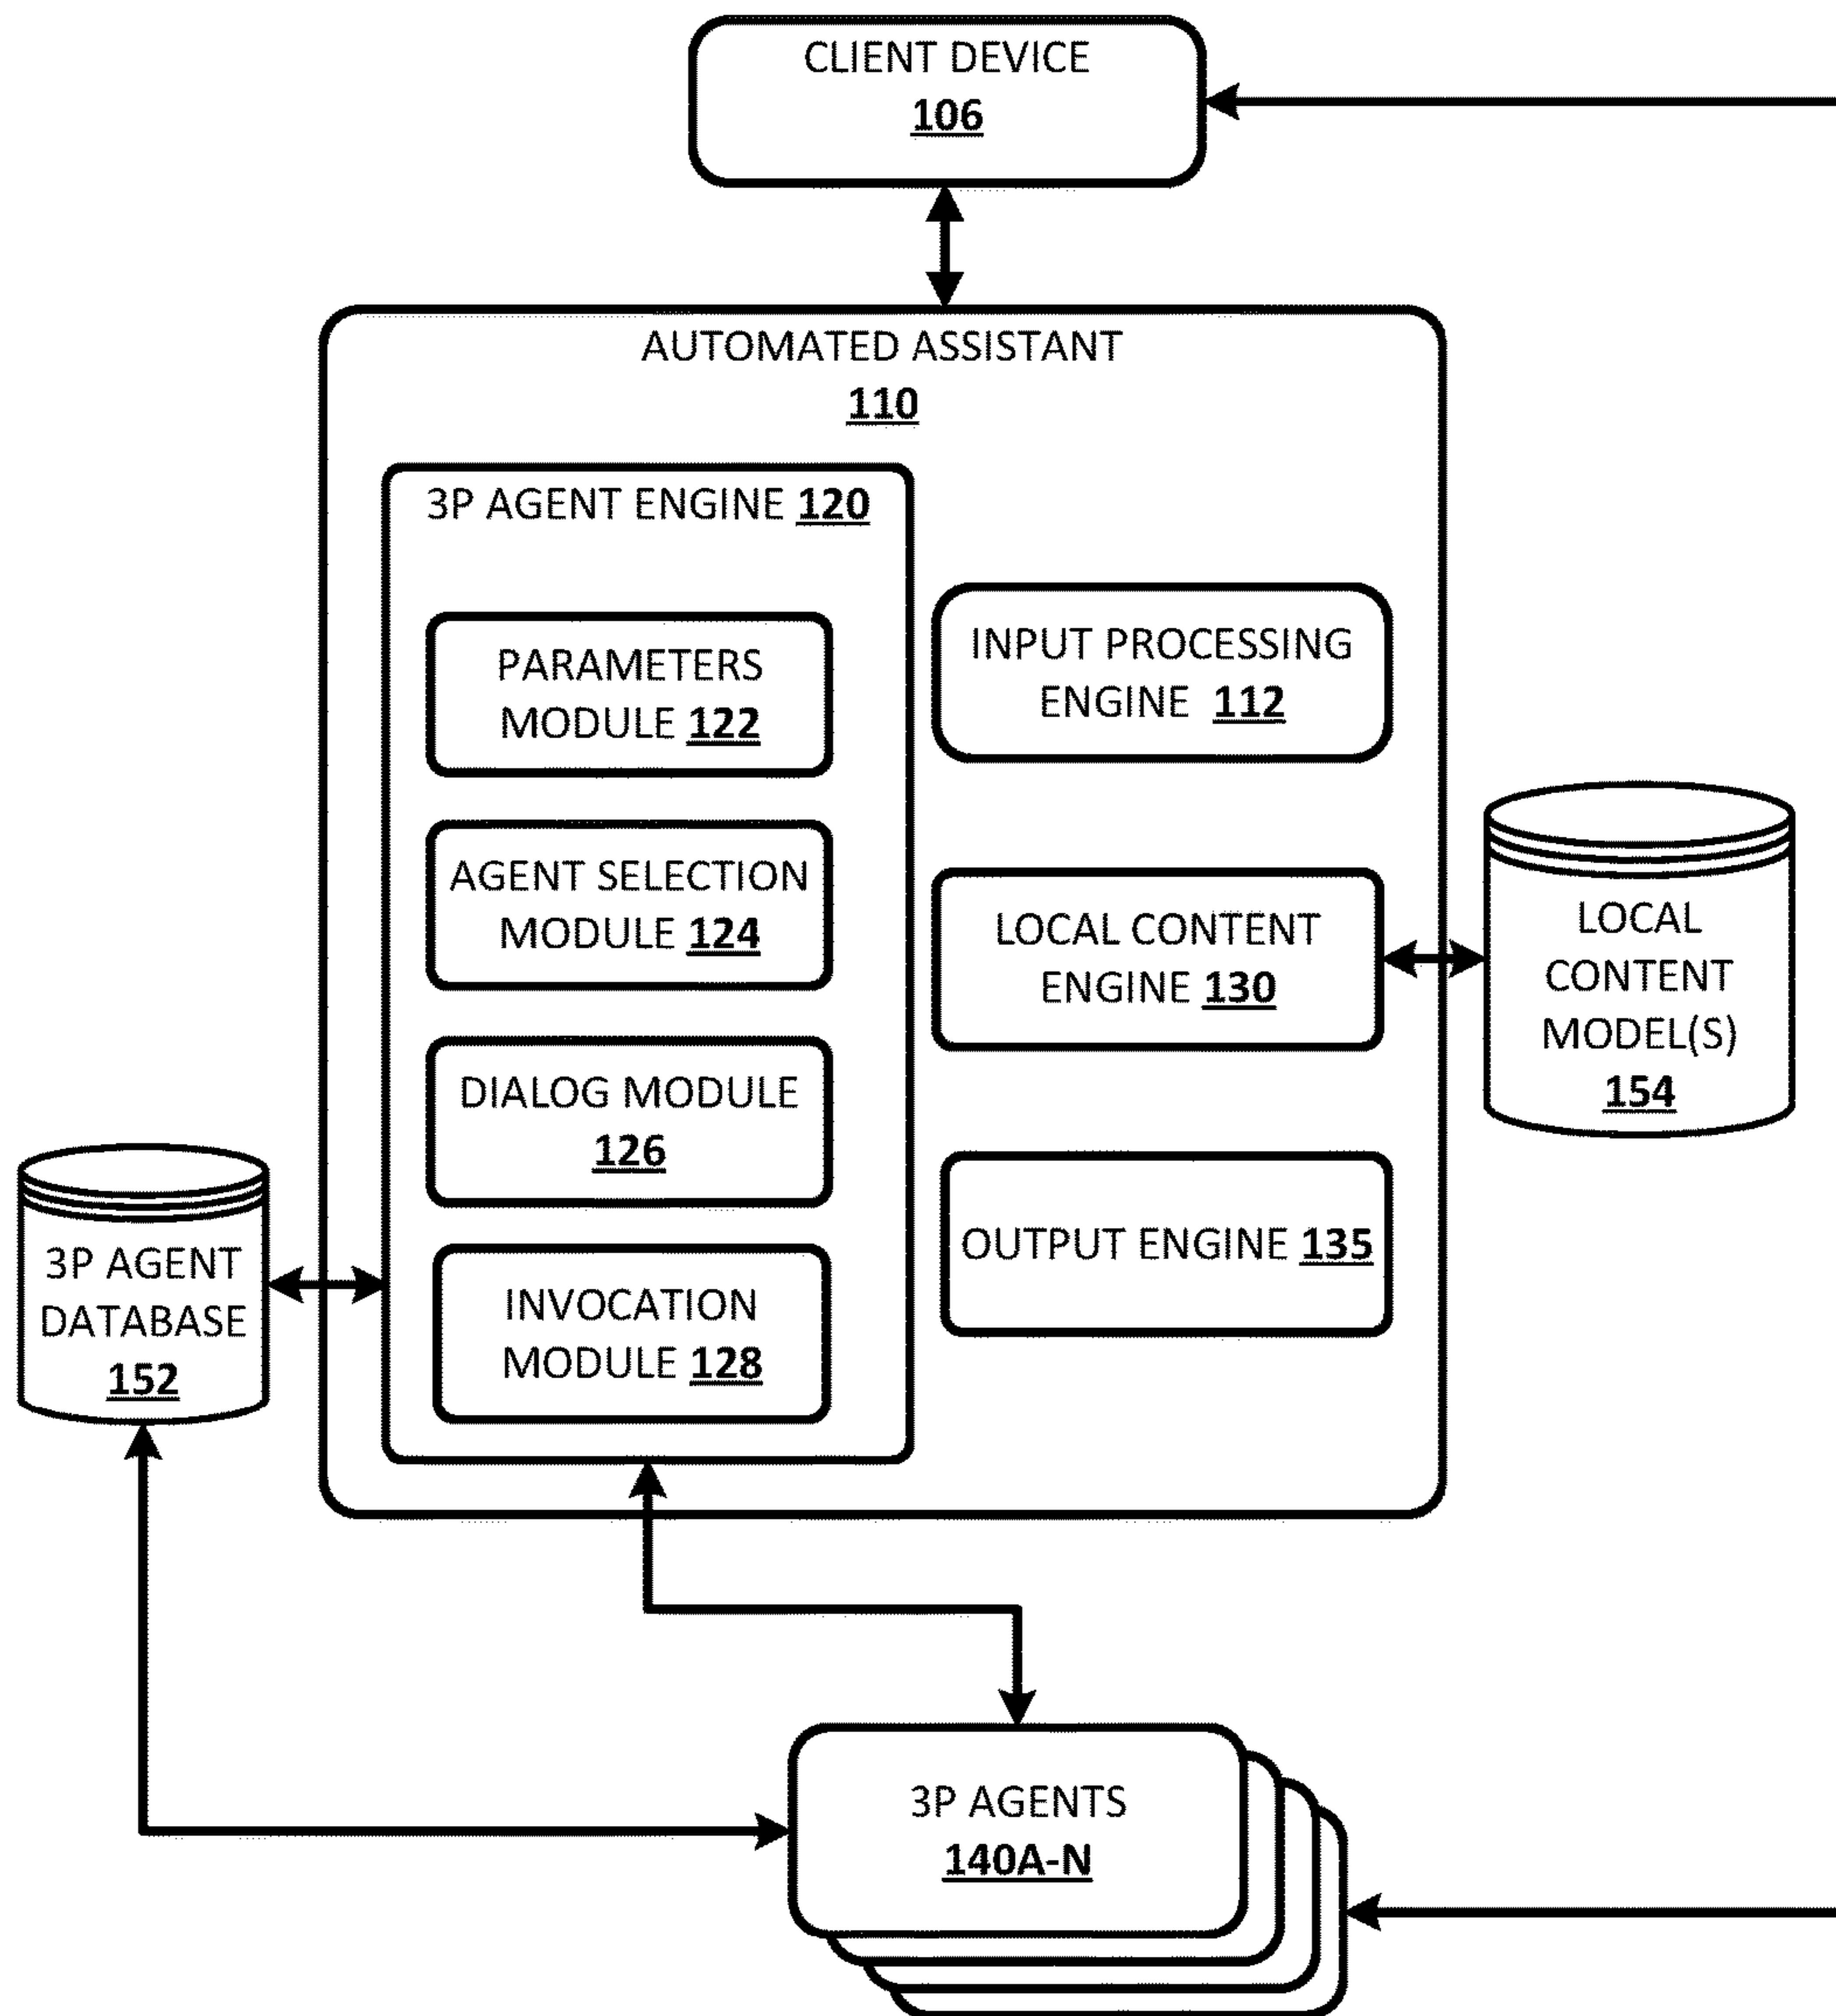 CLIENT DEVICE
106
AUTOMATED ASSISTANT
110
3P AGENT ENGINE 120
PARAMETERS
MODULE 122
AGENT SELECTION
MODULE 124
DIALOG MODULE
126
INVOCATION
MODULE 128
INPUT PROCESSING
ENGINE 112
LOCAL CONTENT
ENGINE 130
OUTPUT ENGINE 135
LOCAL
CONTENT
MODEL(S)
154
3P AGENT
DATABASE
152
3P AGENTS
140A-N